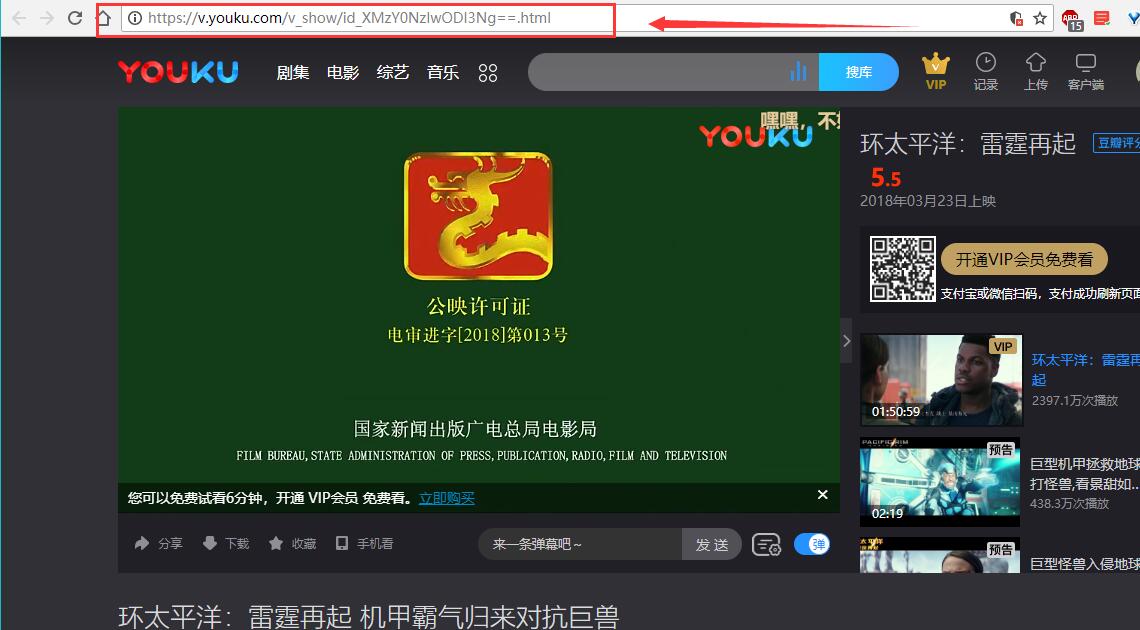 https://v.youku.com/v_show/id_XMzY0NzIwODI3Ng==.html
ABP
15
YOUKU
剧集 电影 综艺 音乐
搜库
VIP 记录 上传 客户端
嘿嘿，不
YOUKU
公映许可证
电审进字[2018]第013号
国家新闻出版广电总局电影局
FILM BUREAU,STATE ADMINISTRATION OF PRESS,PUBLICATION,RADIO,FILM AND TELEVISION
您可以免费试看6分钟，开通 VIP会员 免费看。立即购买
分享 下载 收藏 手机看
来一条弹幕吧~
发送
弹
环太平洋：雷霆再起 机甲霸气归来对抗巨兽
环太平洋：雷霆再起 豆瓣评分
5.5
2018年03月23日上映
开通VIP会员免费看
支付宝或微信扫码，支付成功刷新页面
VIP
01:50:59
环太平洋：雷霆再
起
2397.1万次播放
PACIFIC RIM
预告
02:19
巨型机甲拯救地球
打怪兽,看景甜如...
438.3万次播放
预告
巨型怪兽入侵地球